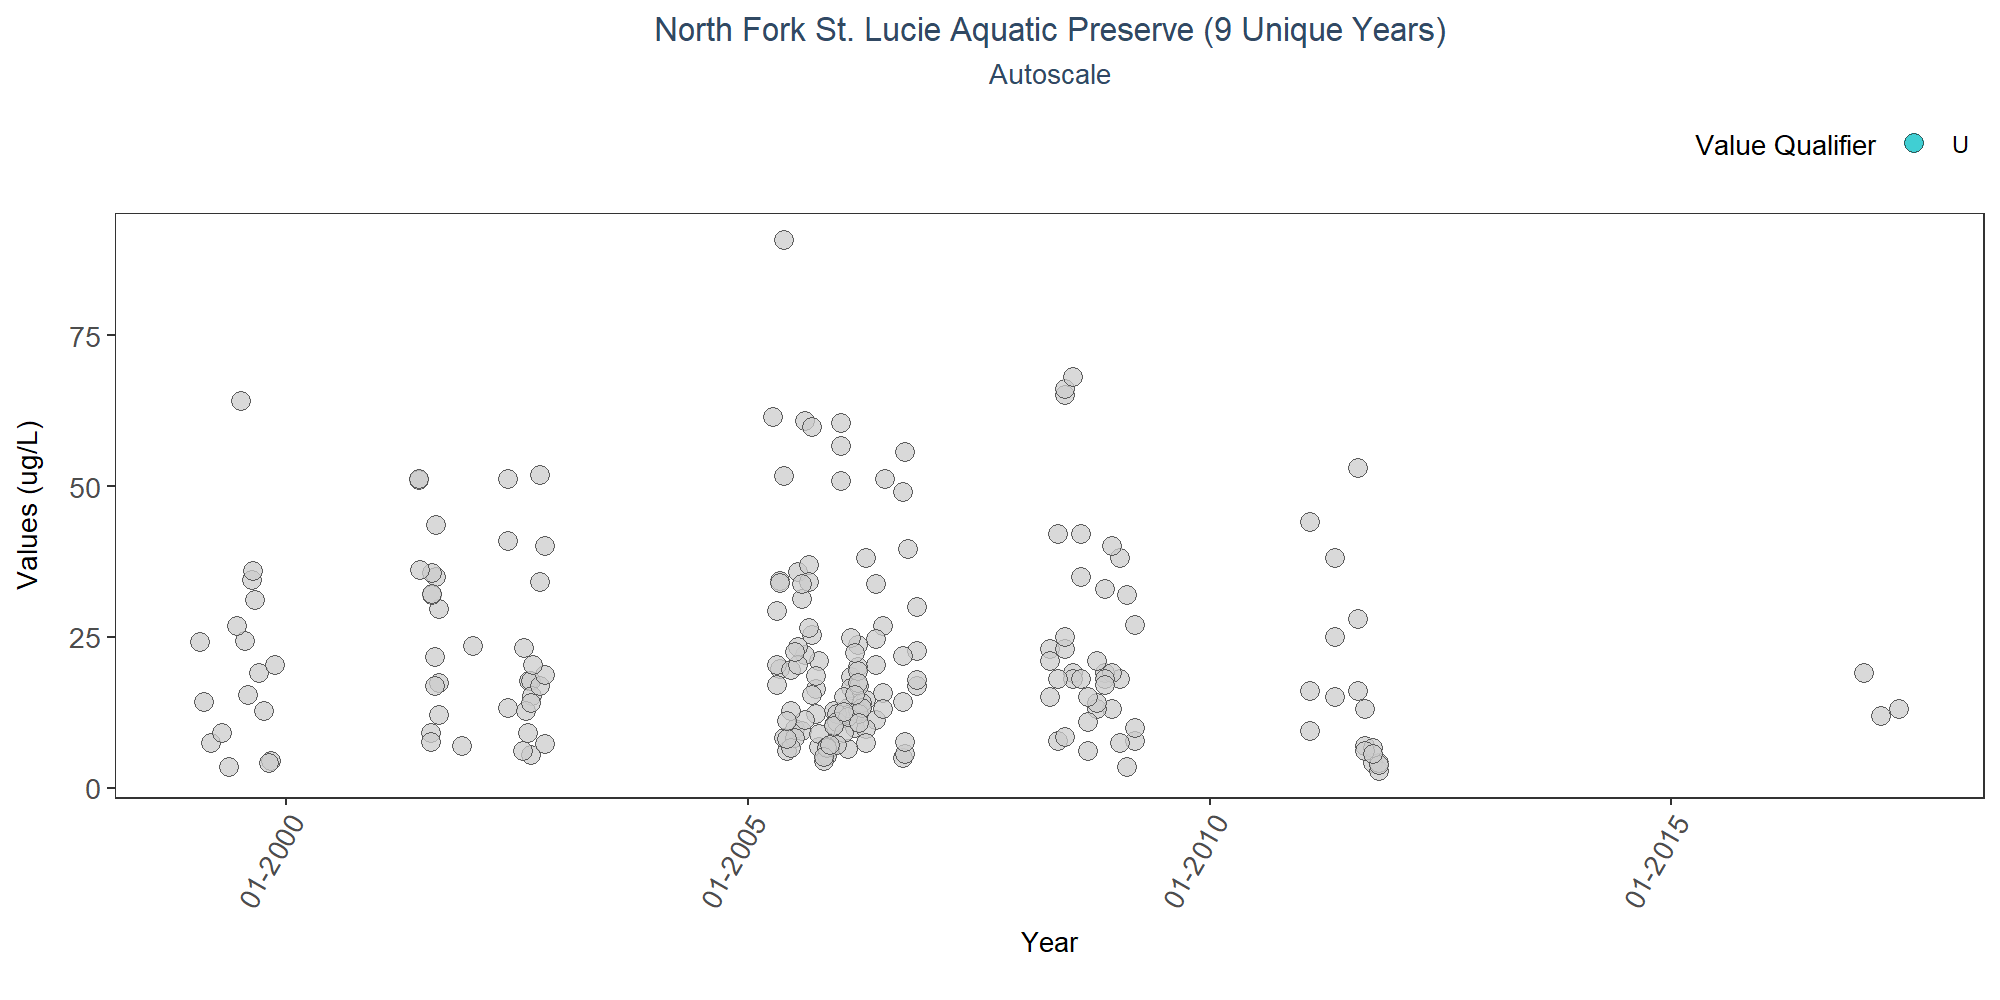 North Fork St. Lucie Aquatic Preserve (9 Unique Years)
Autoscale
Value Qualifier U
Values (ug/L)
75
50
25
0
01-2000
01-2005
01-2010
01-2015
Year